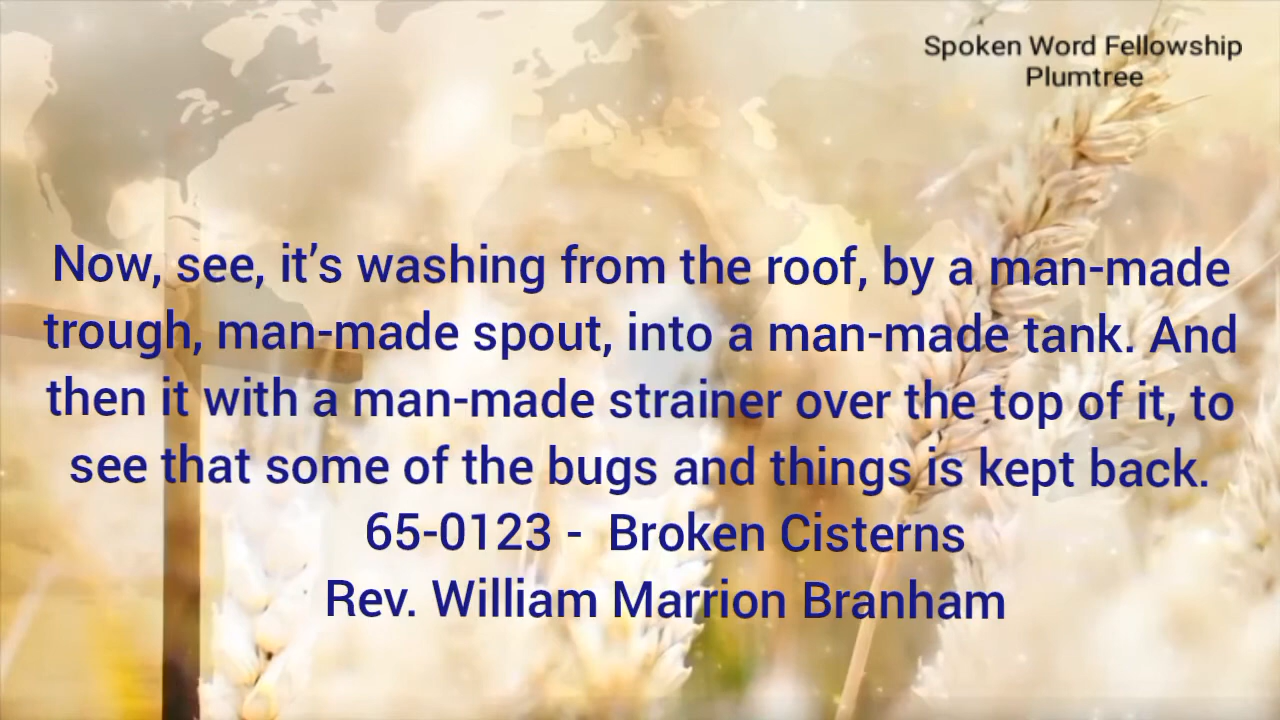 Spoken Word Fellowship
Plumtree
Now, see, it’s washing from the roof, by a man-made
trough, man-made spout, into a man-made tank. And
then it with a man-made strainer over the top of it, to
see that some of the bugs and things is kept back.
65-0123 - Broken Cisterns
Rev. William Marrion Branham